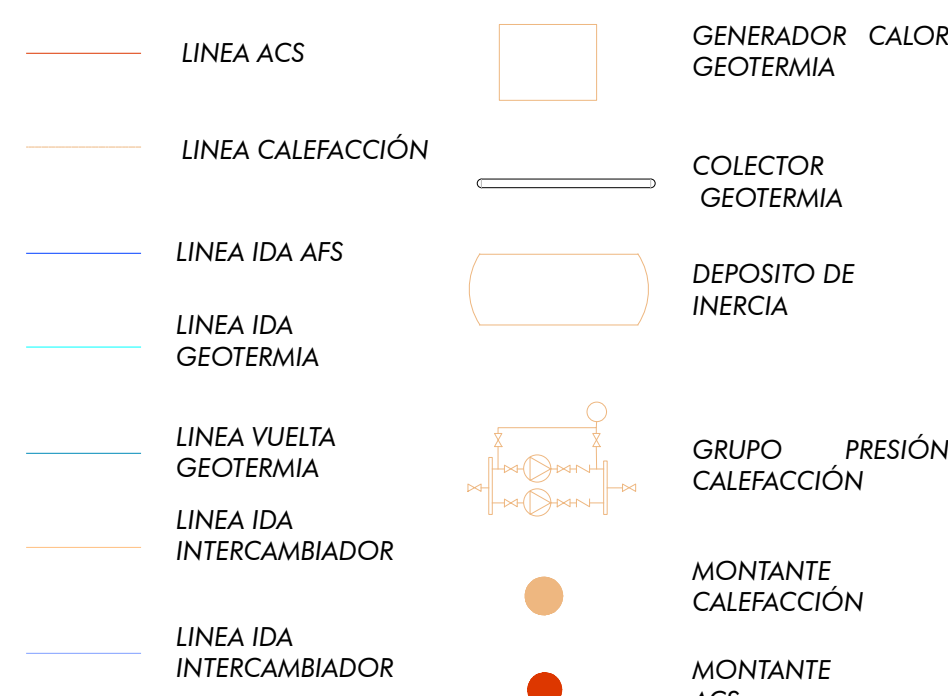 LINEA ACS
LINEA CALEFACCIÓN
LINEA IDA AFS
LINEA IDA
GEOTERMIA
LINEA VUELTA
GEOTERMIA
LINEA IDA
INTERCAMBIADOR
LINEA IDA
INTERCAMBIADOR
GENERADOR CALOR
GEOTERMIA
COLECTOR
GEOTERMIA
DEPOSITO DE
INERCIA
GRUPO PRESIÓN
CALEFACCIÓN
MONTANTE
CALEFACCIÓN
MONTANTE
ACS